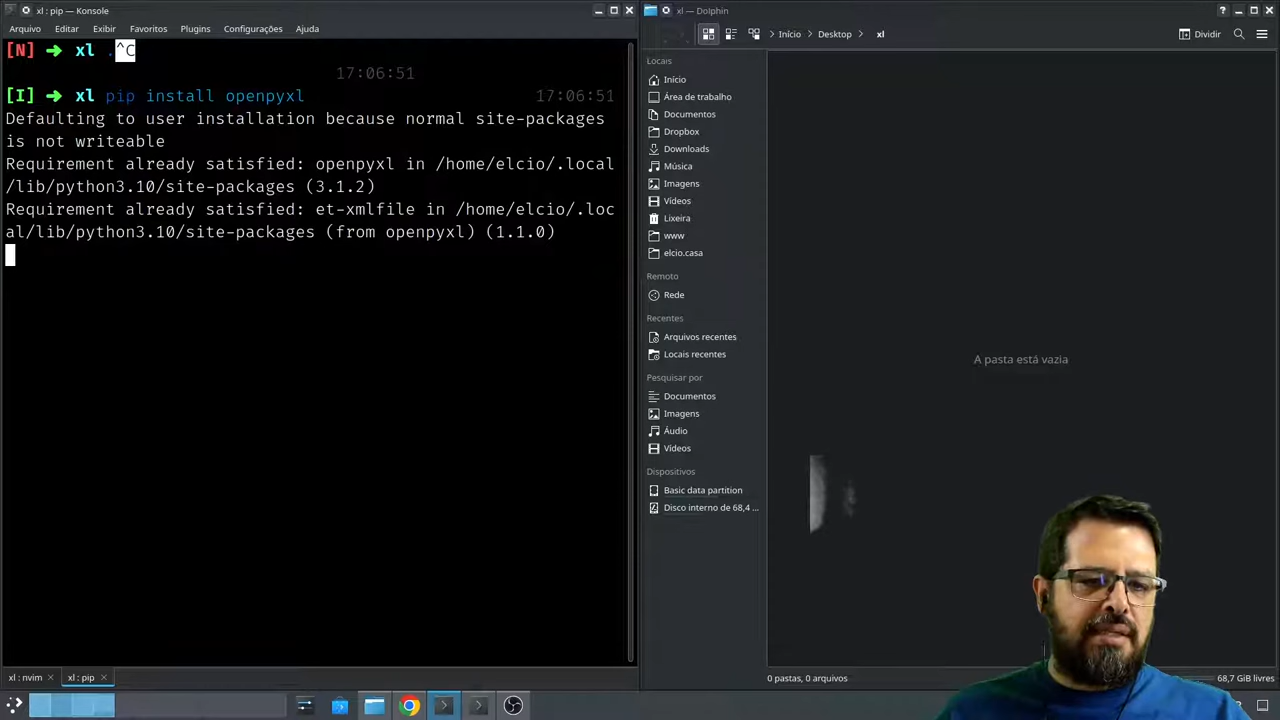 xl : pip — Konsole
Arquivo Editar Exibir Favoritos Plugins Configurações Ajuda
[N] ➜ xl .^C
17:06:51
[I] ➜ xl pip install openpyxl 17:06:51
Defaulting to user installation because normal site-packages
is not writeable
Requirement already satisfied: openpyxl in /home/elcio/.local
/lib/python3.10/site-packages (3.1.2)
Requirement already satisfied: et-xmlfile in /home/elcio/.loc
al/lib/python3.10/site-packages (from openpyxl) (1.1.0)
xl : nvim
xl : pip
xl — Dolphin
Início > Desktop > xl
Dividir
Locais
Início
Área de trabalho
Documentos
Dropbox
Downloads
Música
Imagens
Vídeos
Lixeira
www
elcio.casa
Remoto
Rede
Recentes
Arquivos recentes
Locais recentes
Pesquisar por
Documentos
Imagens
Áudio
Vídeos
Dispositivos
Basic data partition
Disco interno de 68,4 ...
A pasta está vazia
0 pastas, 0 arquivos
68,7 GiB livres